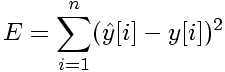 E = \sum_{i=1}^{n} (\hat{y}[i] - y[i])^2